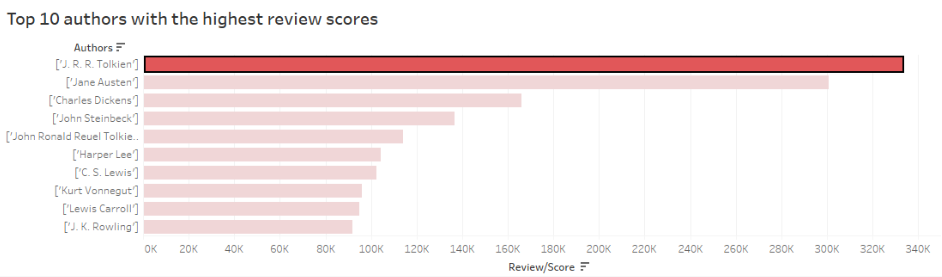 Top 10 authors with the highest review scores
Authors
['J. R. R. Tolkien']
['Jane Austen']
['Charles Dickens']
['John Steinbeck']
['John Ronald Reuel Tolkie..
['Harper Lee']
['C. S. Lewis']
['Kurt Vonnegut']
['Lewis Carroll']
['J. K. Rowling']
0K 20K 40K 60K 80K 100K 120K 140K 160K 180K 200K 220K 240K 260K 280K 300K 320K 340K
Review/Score